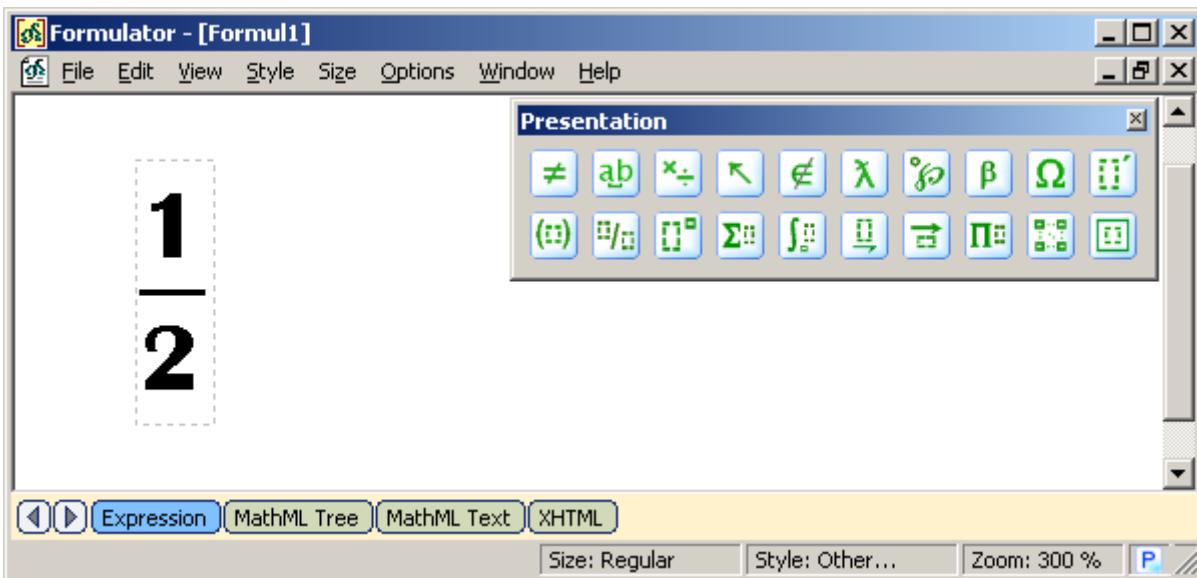 Formulator - [Formul1]
File Edit View Style Size Options Window Help
Presentation
≠ ab ×÷ ↖ ∉ ƛ °℘ β Ω ´
() / Σ ∫ → Π
1
2
Expression MathML Tree MathML Text XHTML
Size: Regular Style: Other... Zoom: 300 % P